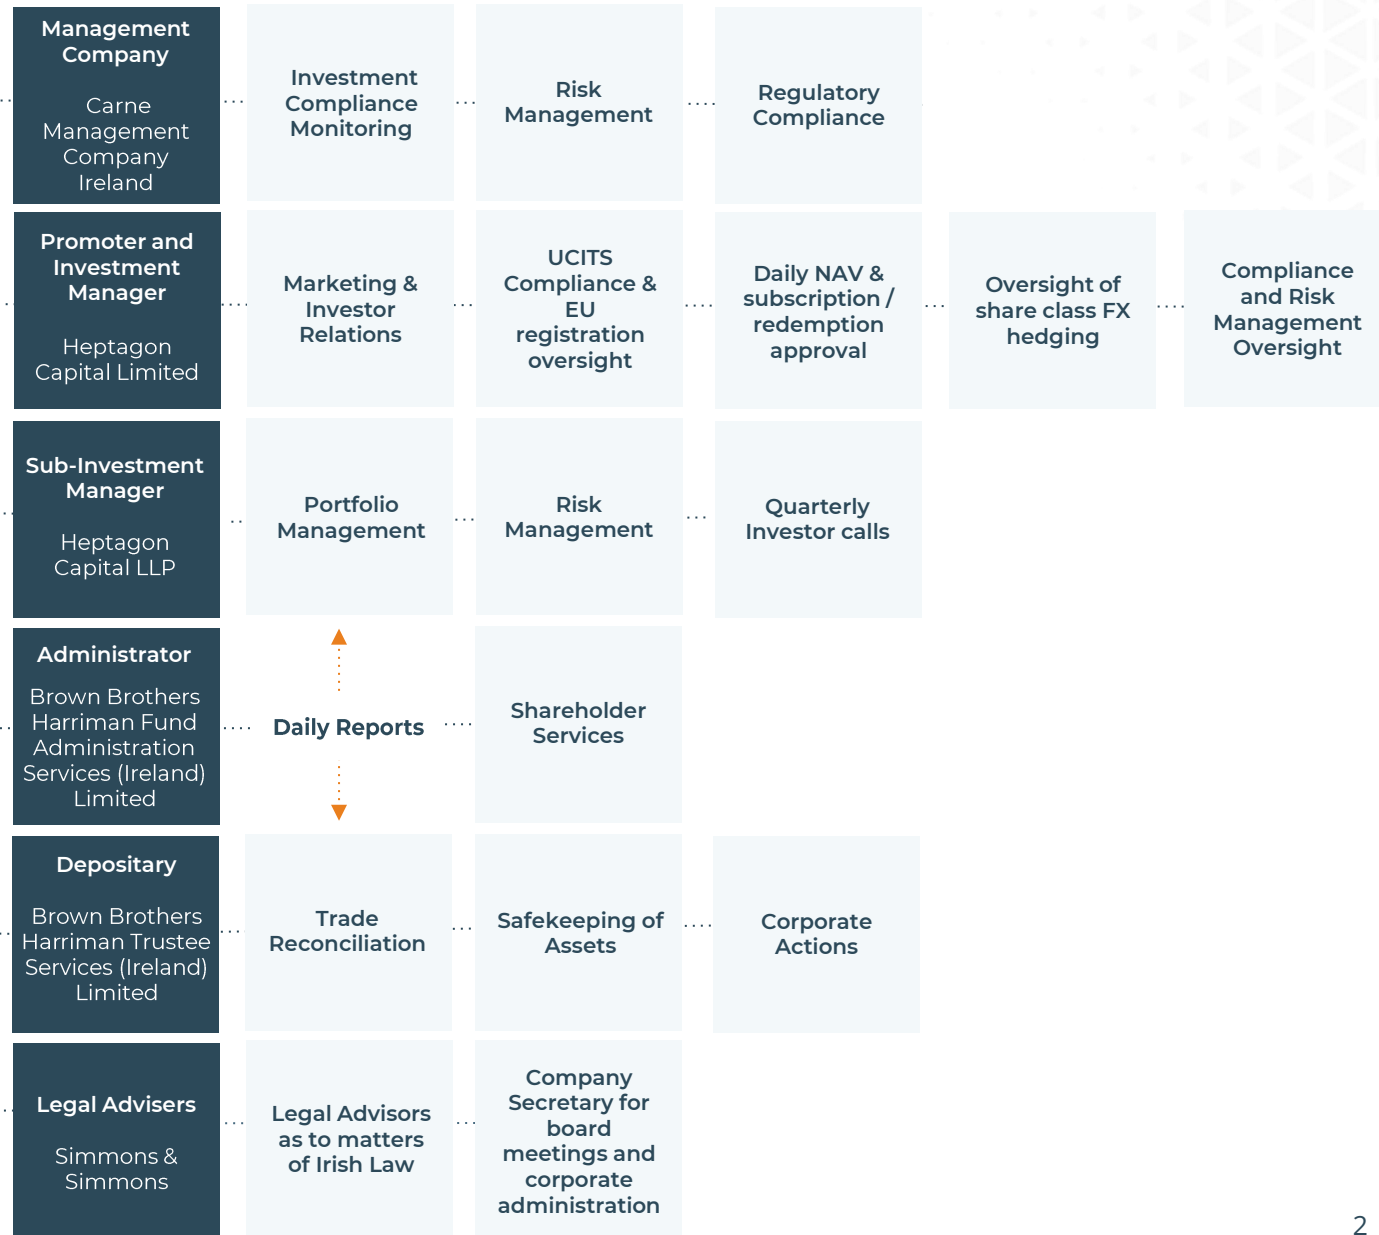 Management
Company
Carne
Management
Company
Ireland
Investment
Compliance
Monitoring
Risk
Management
Regulatory
Compliance
Promoter and
Investment
Manager
Heptagon
Capital Limited
Marketing &
Investor
Relations
UCITS
Compliance &
EU
registration
oversight
Daily NAV &
subscription /
redemption
approval
Oversight of
share class FX
hedging
Compliance
and Risk
Management
Oversight
Sub-Investment
Manager
Heptagon
Capital LLP
Portfolio
Management
Risk
Management
Quarterly
Investor calls
Administrator
Brown Brothers
Harriman Fund
Administration
Services (Ireland)
Limited
Daily Reports
Shareholder
Services
Depositary
Brown Brothers
Harriman Trustee
Services (Ireland)
Limited
Trade
Reconciliation
Safekeeping of
Assets
Corporate
Actions
Legal Advisers
Simmons &
Simmons
Legal Advisors
as to matters
of Irish Law
Company
Secretary for
board
meetings and
corporate
administration
2